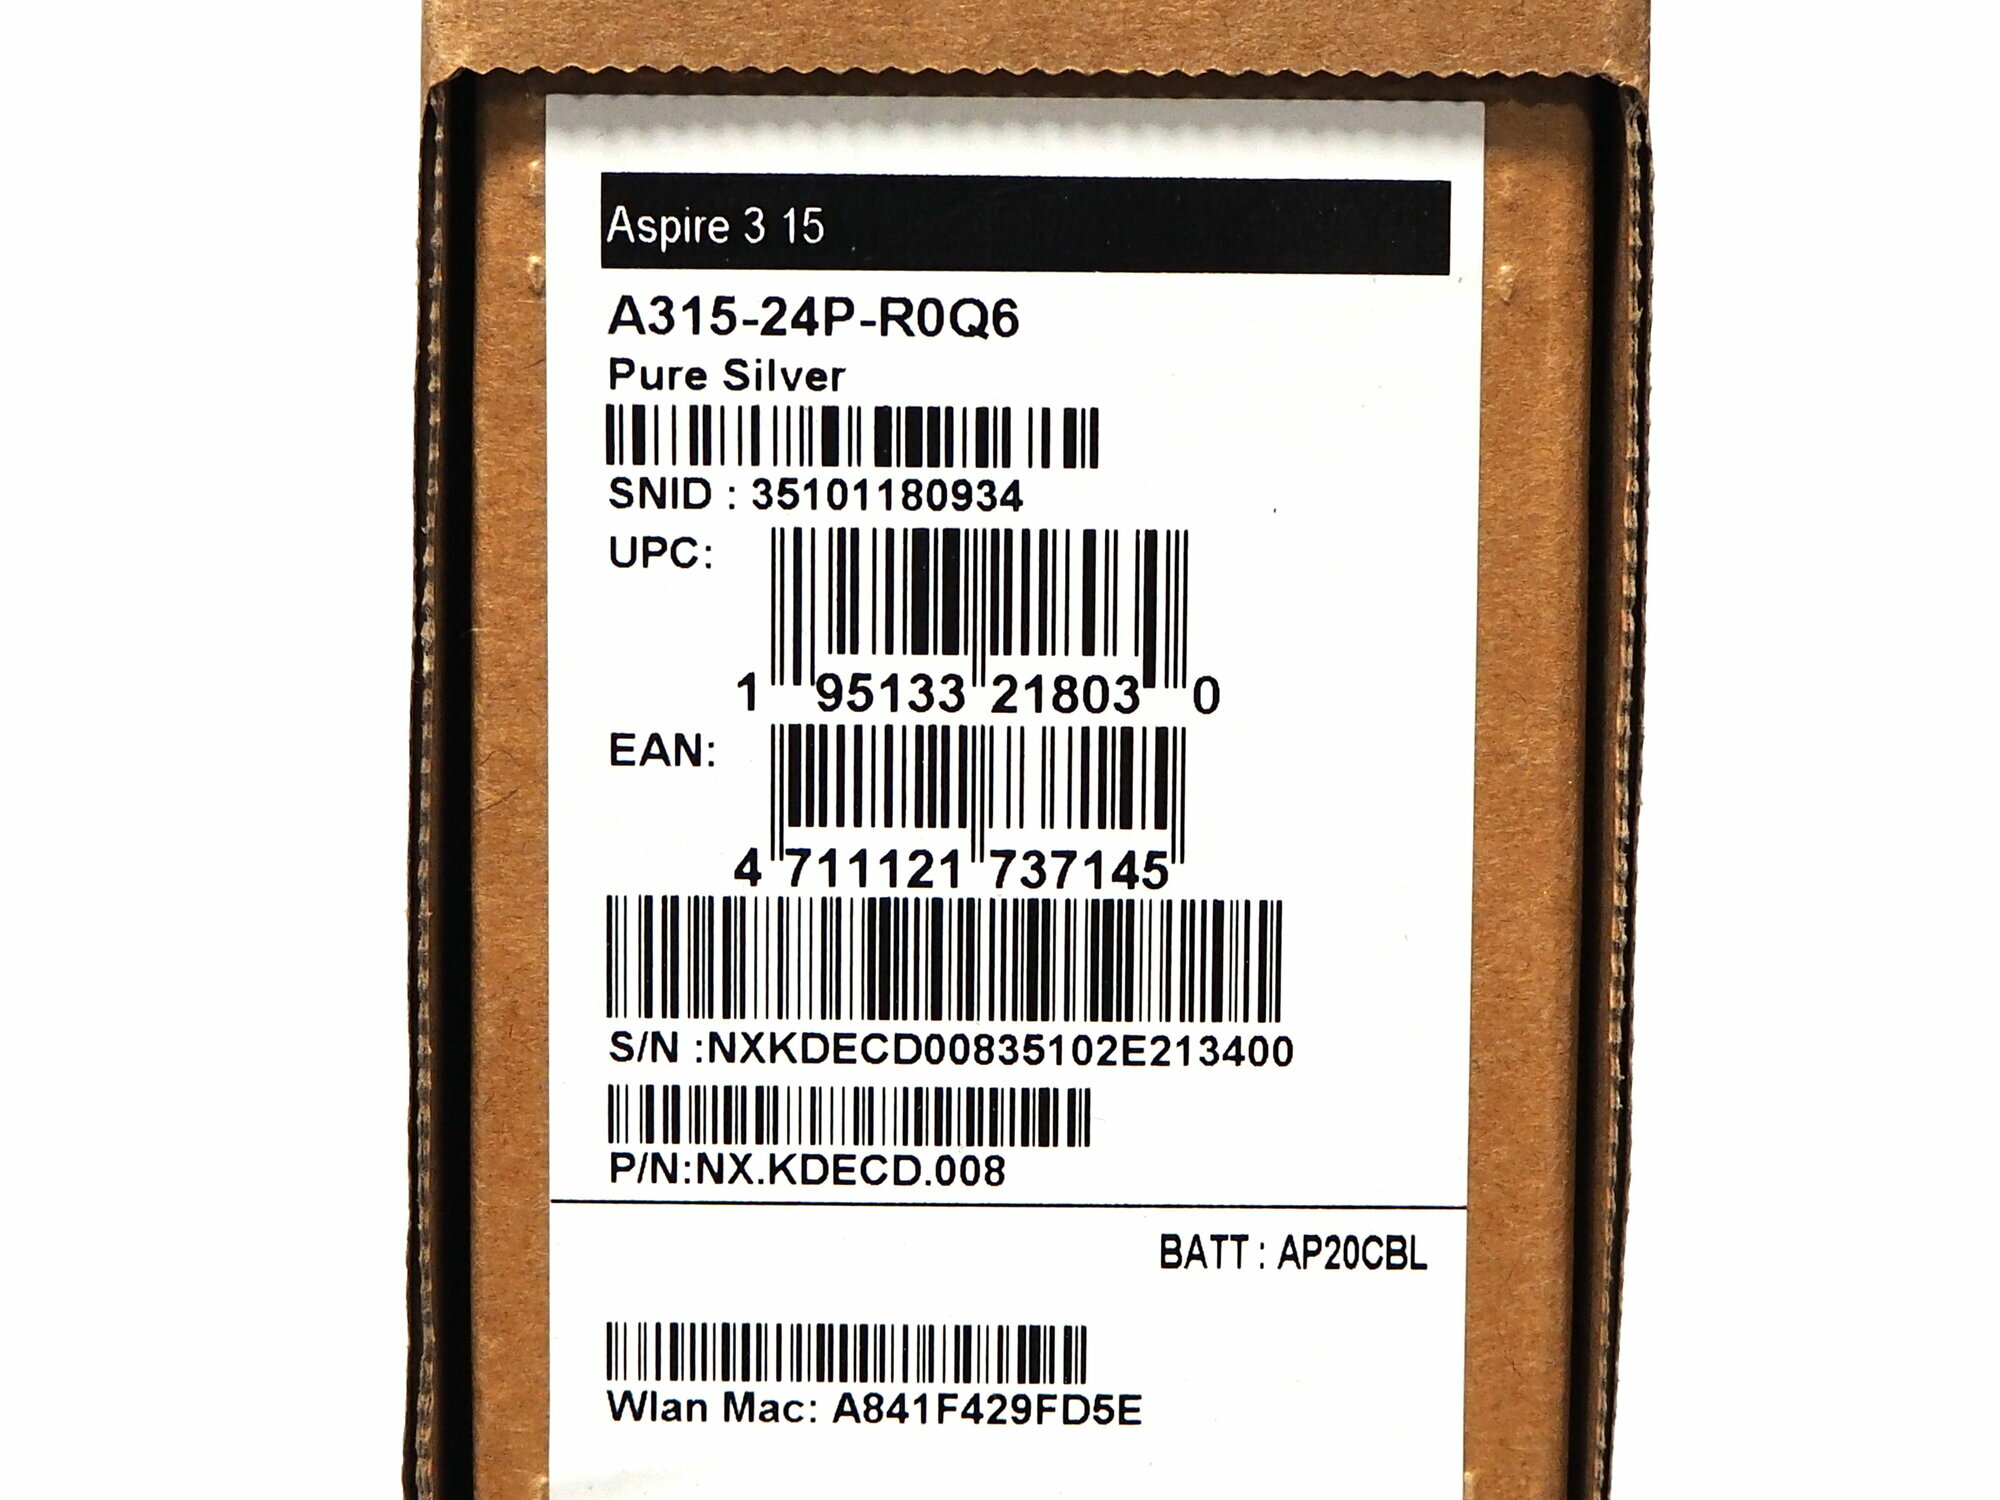 Aspire 3 15
A315-24P-R0Q6
Pure Silver
SNID : 35101180934
UPC:
1 95133 21803 0
EAN:
4 711121 737145
S/N :NXKDECD00835102E213400
P/N:NX.KDECD.008
BATT : AP20CBL
Wlan Mac: A841F429FD5E